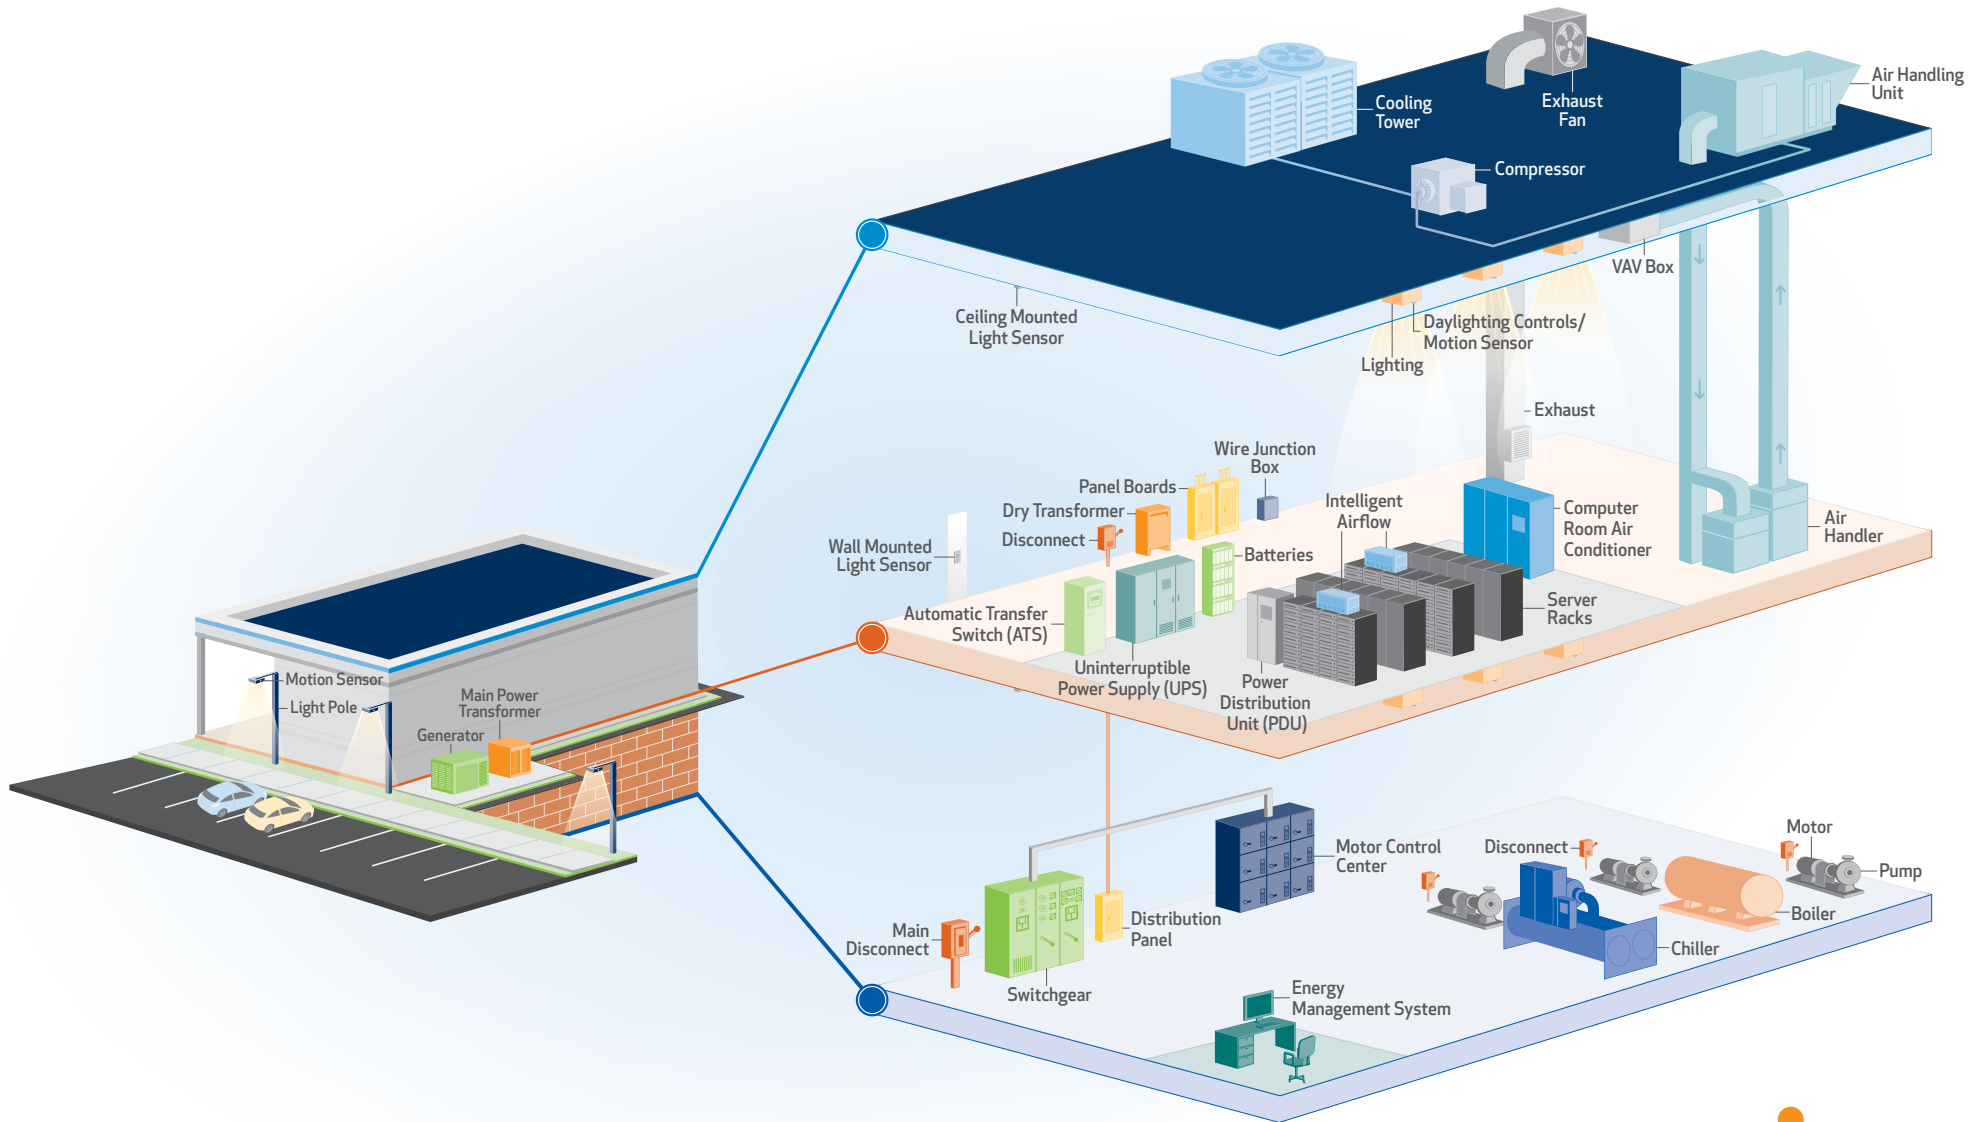 Cooling
Tower
Exhaust
Fan
Air Handling
Unit
Compressor
VAV Box
Ceiling Mounted
Light Sensor
Daylighting Controls/
Motion Sensor
Lighting
Exhaust
Wire Junction
Box
Panel Boards
Dry Transformer
Disconnect
Intelligent
Airflow
Computer
Room Air
Conditioner
Air
Handler
Wall Mounted
Light Sensor
Batteries
Automatic Transfer
Switch (ATS)
Server
Racks
Uninterruptible
Power Supply (UPS)
Power
Distribution
Unit (PDU)
Motion Sensor
Light Pole
Main Power
Transformer
Generator
Motor Control
Center
Disconnect
Motor
Pump
Boiler
Chiller
Main
Disconnect
Distribution
Panel
Switchgear
Energy
Management System